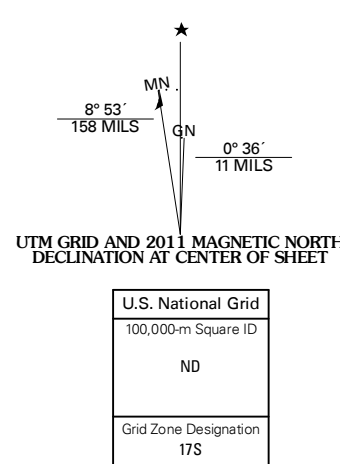 ★
MN
8° 53´
158 MILS
GN
0° 36´
11 MILS
UTM GRID AND 2011 MAGNETIC NORTH
DECLINATION AT CENTER OF SHEET
U.S. National Grid
100,000-m Square ID
ND
Grid Zone Designation
17S